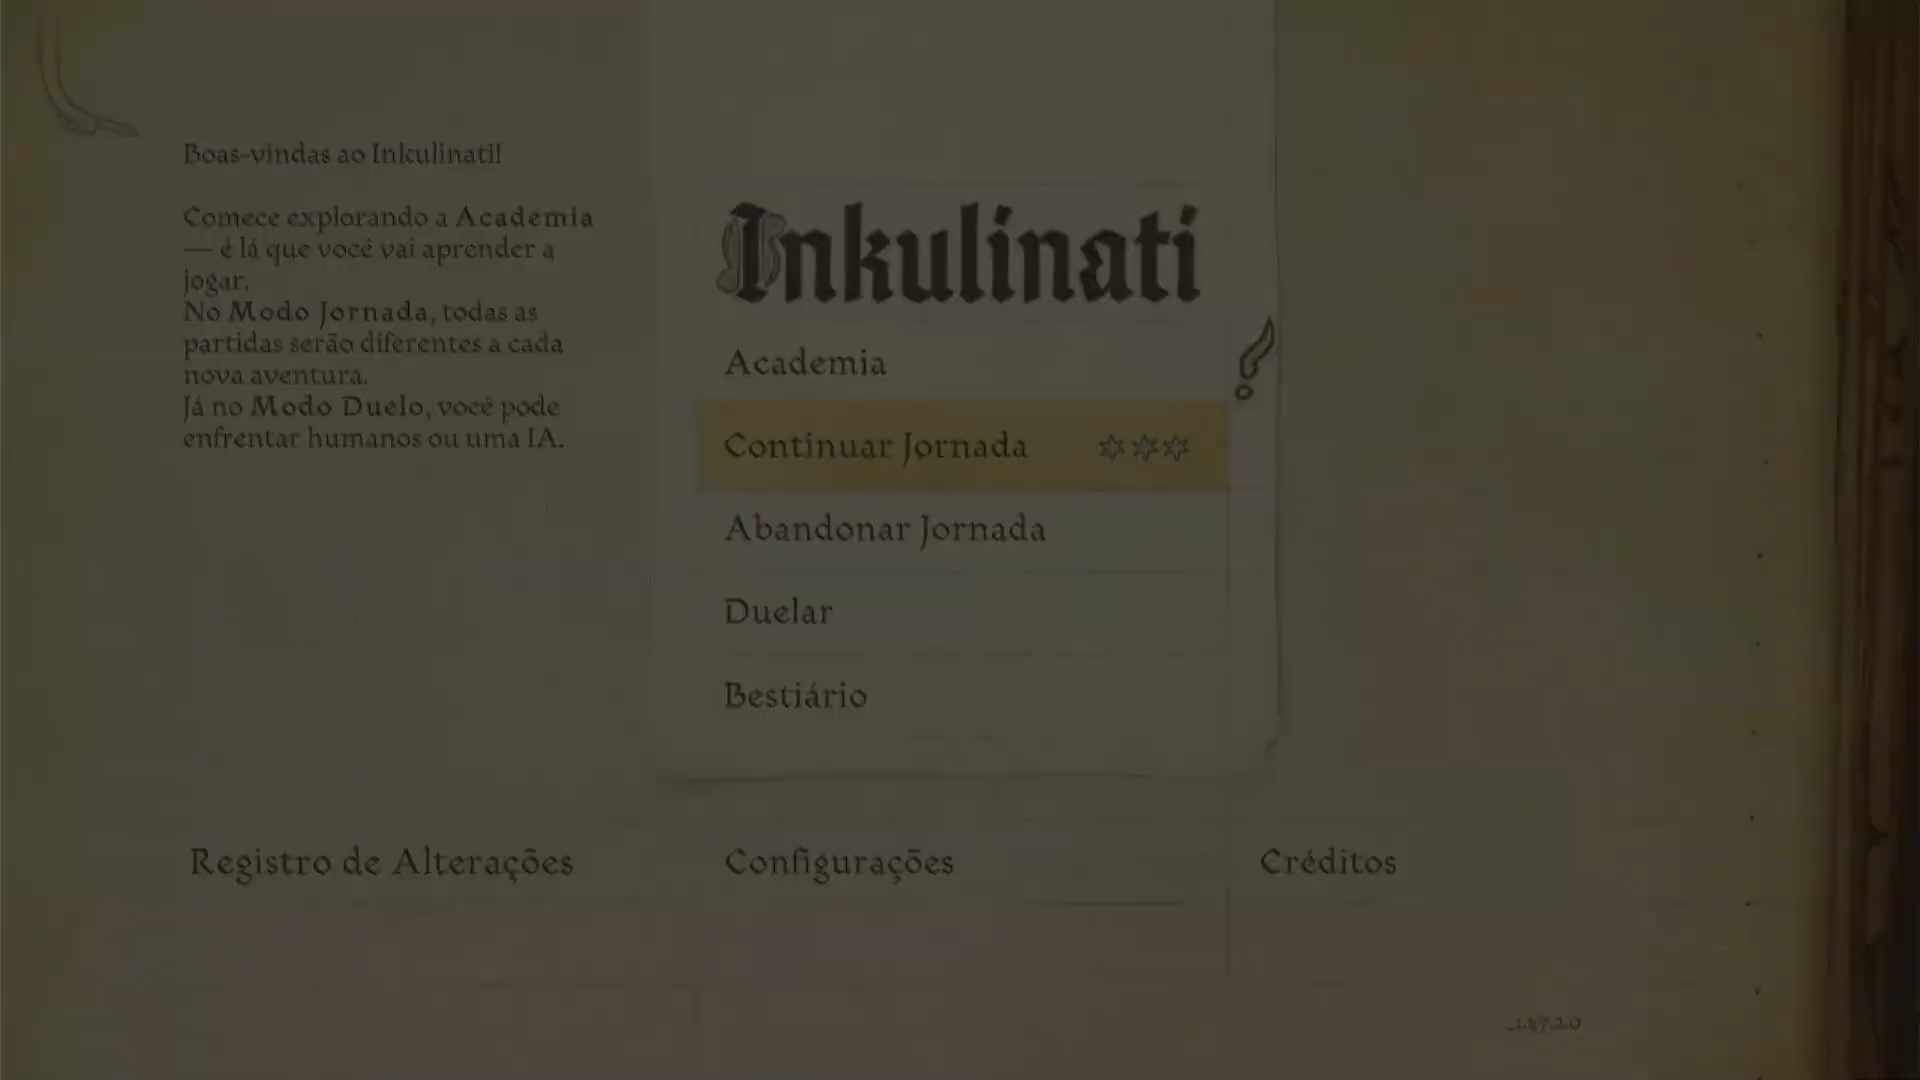 Boas-vindas ao Inkulinati!
Comece explorando a Academia
— é lá que você vai aprender a
jogar.
No Modo Jornada, todas as
partidas serão diferentes a cada
nova aventura.
Já no Modo Duelo, você pode
enfrentar humanos ou uma IA.
Inkulinati
Academia
Continuar Jornada
Abandonar Jornada
Duelar
Bestiário
Registro de Alterações
Configurações
Créditos